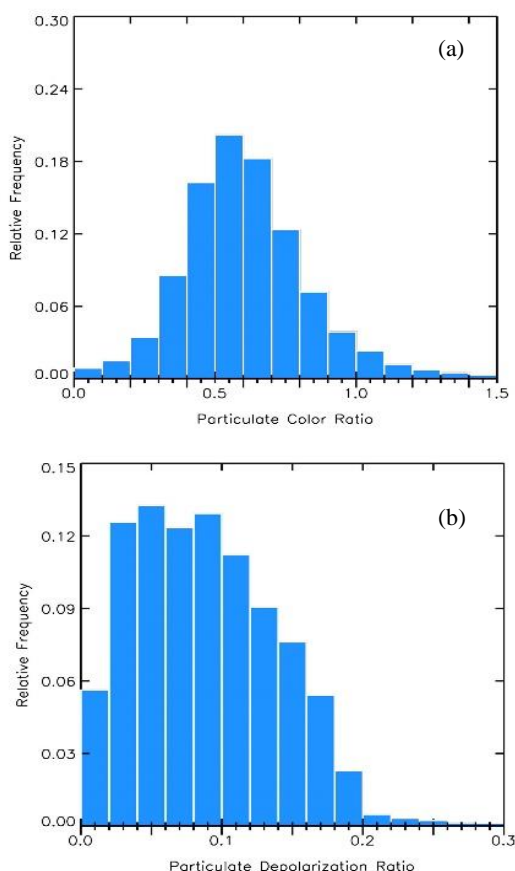 0.30
(a)
0.24
0.18
0.12
0.06
0.00
Relative Frequency
0.0 0.5 1.0 1.5
Particulate Color Ratio
0.15
(b)
0.12
0.09
0.06
0.03
0.00
Relative Frequency
0.0 0.1 0.2 0.3
Particulate Depolarization Ratio